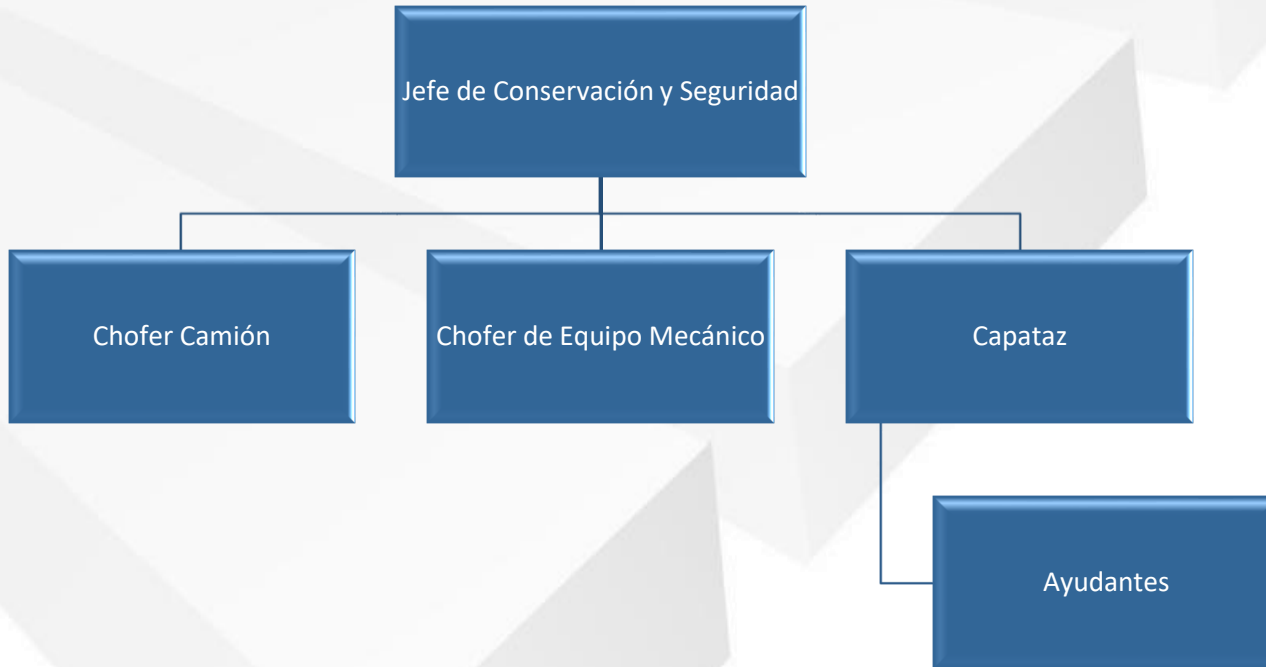 Jefe de Conservación y Seguridad
Chofer Camión
Chofer de Equipo Mecánico
Capataz
Ayudantes